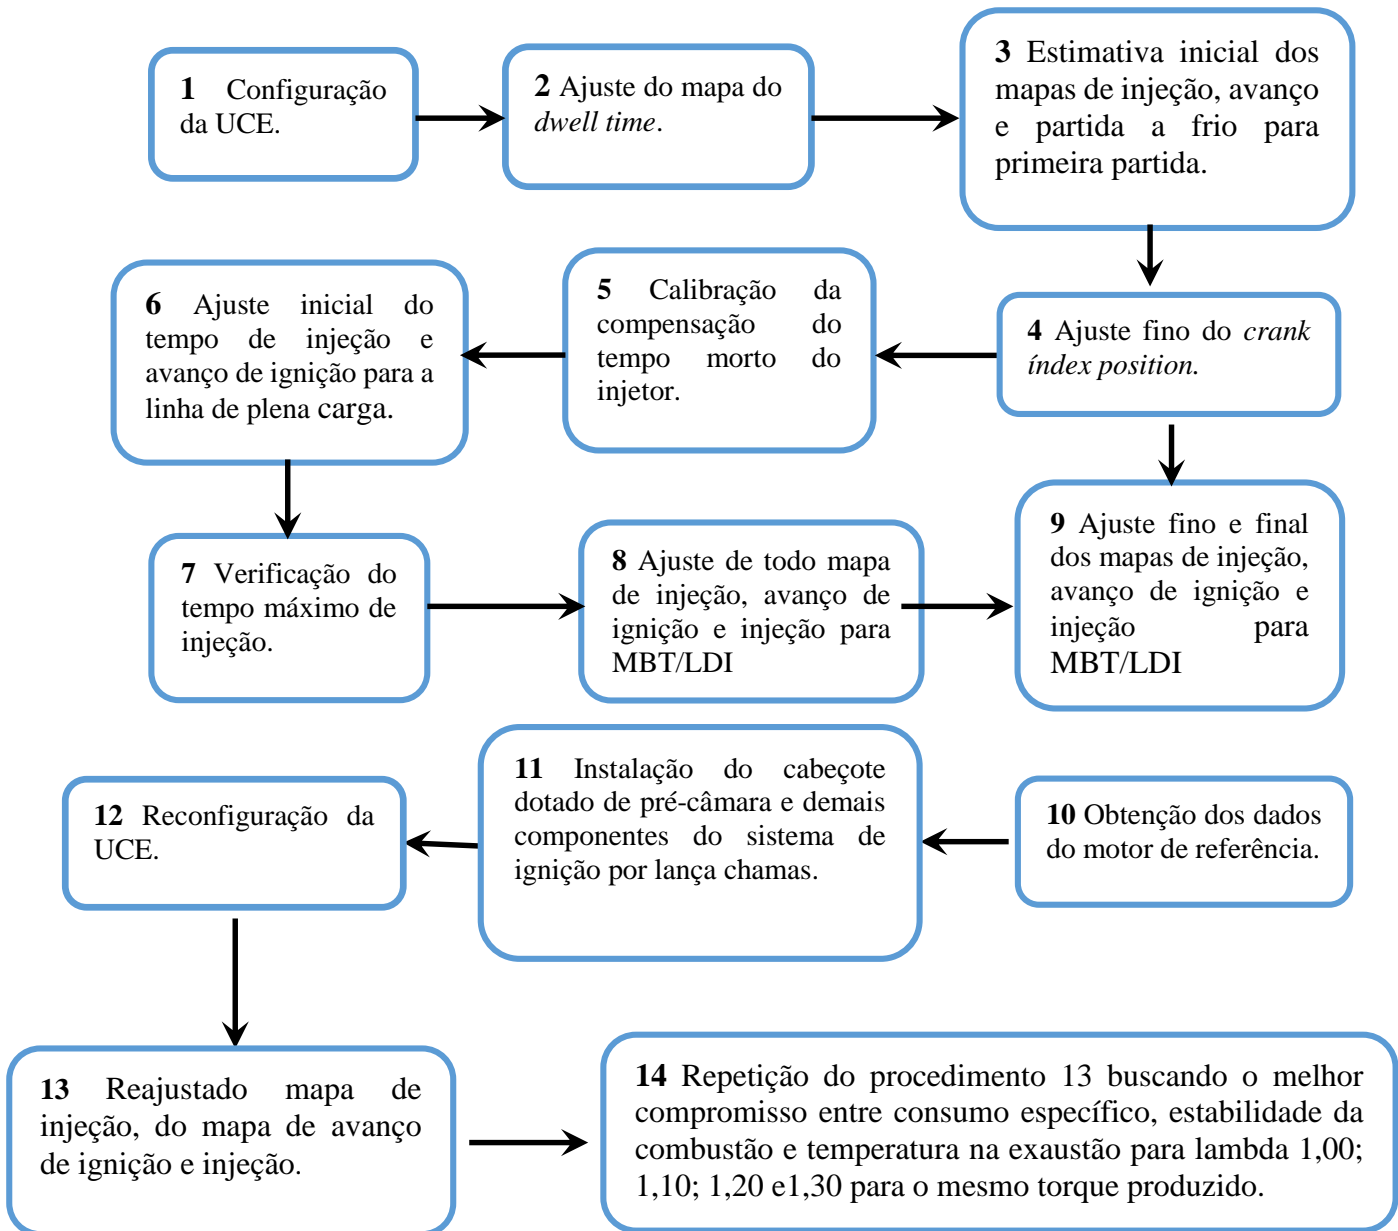 1 Configuração
da UCE.
2 Ajuste do mapa do
dwell time.
3 Estimativa inicial dos
mapas de injeção, avanço
e partida a frio para
primeira partida.
4 Ajuste fino do crank
índex position.
5 Calibração da
compensação do
tempo morto do
injetor.
6 Ajuste inicial do
tempo de injeção e
avanço de ignição para a
linha de plena carga.
7 Verificação do
tempo máximo de
injeção.
8 Ajuste de todo mapa
de injeção, avanço de
ignição e injeção para
MBT/LDI
9 Ajuste fino e final
dos mapas de injeção,
avanço de ignição e
injeção para
MBT/LDI
10 Obtenção dos dados
do motor de referência.
11 Instalação do cabeçote
dotado de pré-câmara e demais
componentes do sistema de
ignição por lança chamas.
12 Reconfiguração da
UCE.
13 Reajustado mapa de
injeção, do mapa de avanço
de ignição e injeção.
14 Repetição do procedimento 13 buscando o melhor
compromisso entre consumo específico, estabilidade da
combustão e temperatura na exaustão para lambda 1,00;
1,10; 1,20 e1,30 para o mesmo torque produzido.